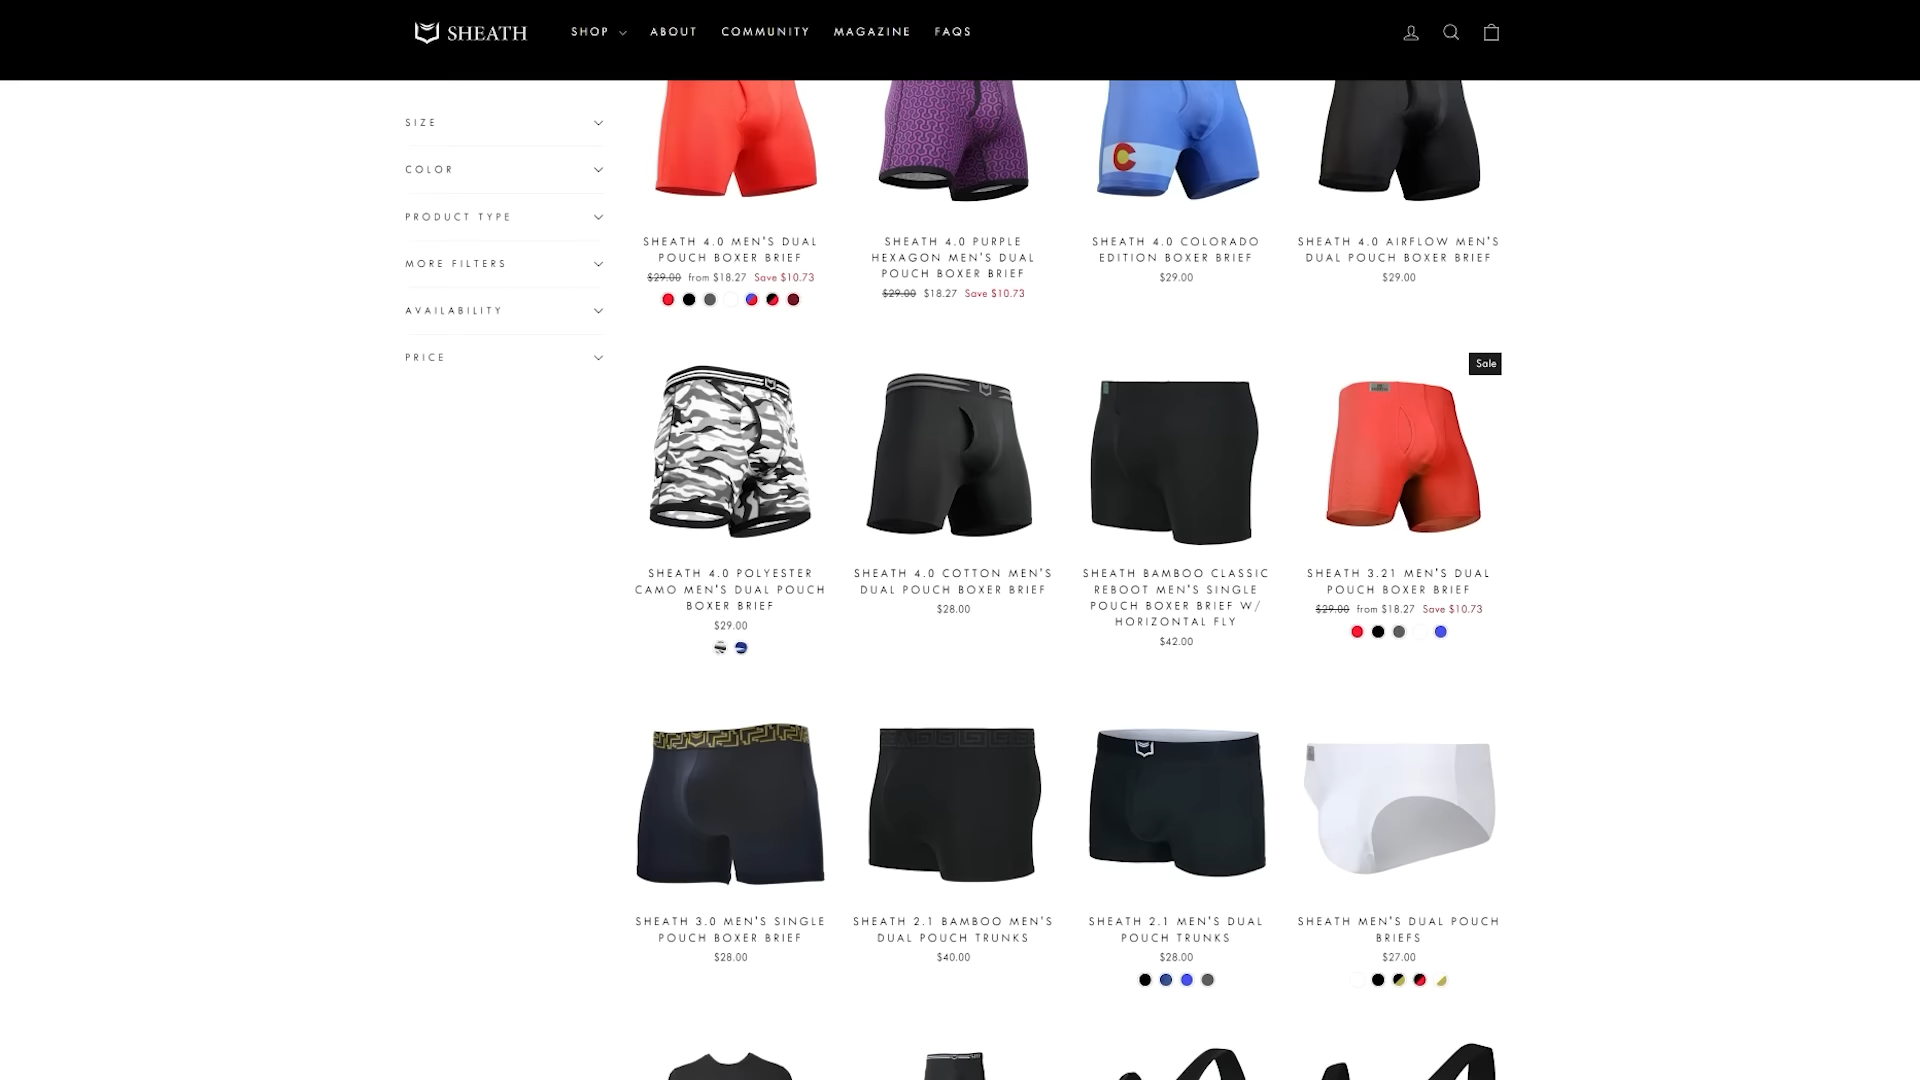 SHEATH
SHOP
ABOUT
COMMUNITY
MAGAZINE
FAQS
SIZE
COLOR
PRODUCT TYPE
MORE FILTERS
AVAILABILITY
PRICE
SHEATH 4.0 MEN'S DUAL
POUCH BOXER BRIEF
$29.00 from $18.27 Save $10.73
SHEATH 4.0 PURPLE
HEXAGON MEN'S DUAL
POUCH BOXER BRIEF
$29.00 $18.27 Save $10.73
SHEATH 4.0 COLORADO
EDITION BOXER BRIEF
$29.00
SHEATH 4.0 AIRFLOW MEN'S
DUAL POUCH BOXER BRIEF
$29.00
SHEATH 4.0 POLYESTER
CAMO MEN'S DUAL POUCH
BOXER BRIEF
$29.00
SHEATH 4.0 COTTON MEN'S
DUAL POUCH BOXER BRIEF
$28.00
SHEATH BAMBOO CLASSIC
REBOOT MEN'S SINGLE
POUCH BOXER BRIEF W/
HORIZONTAL FLY
$42.00
Sale
SHEATH 3.21 MEN'S DUAL
POUCH BOXER BRIEF
$29.00 from $18.27 Save $10.73
SHEATH 3.0 MEN'S SINGLE
POUCH BOXER BRIEF
$28.00
SHEATH 2.1 BAMBOO MEN'S
DUAL POUCH TRUNKS
$40.00
SHEATH 2.1 MEN'S DUAL
POUCH TRUNKS
$28.00
SHEATH MEN'S DUAL POUCH
BRIEFS
$27.00